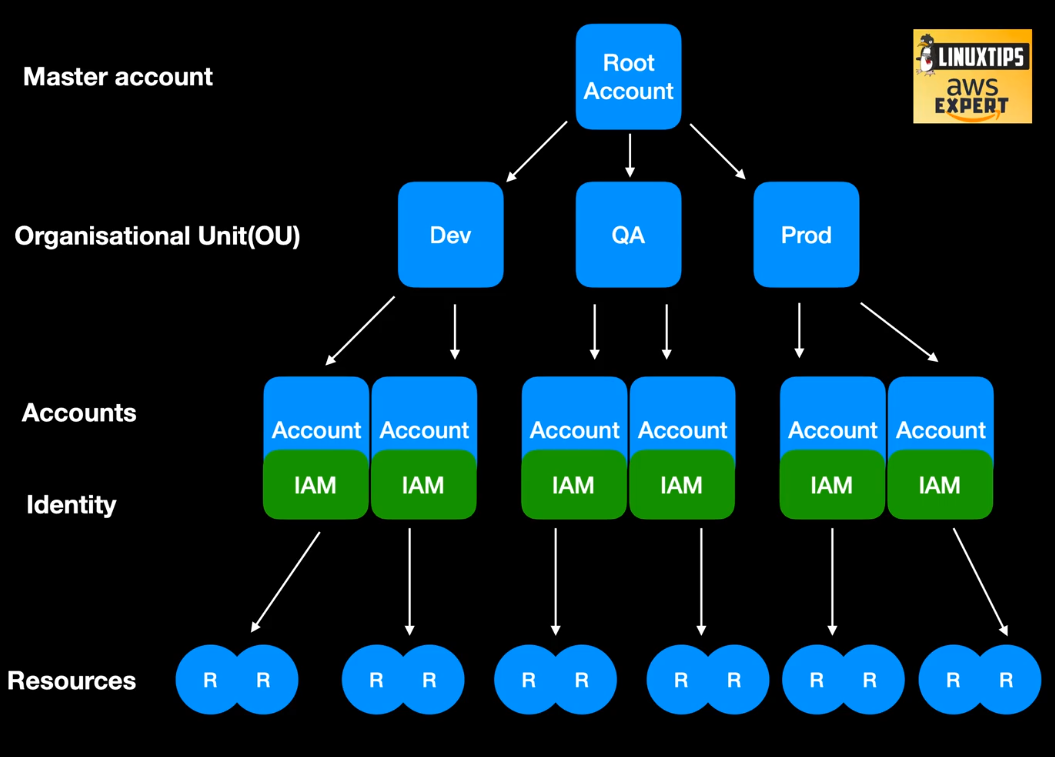 Master account
Root
Account
LINUXTIPS
aws
EXPERT
Organisational Unit(OU)
Dev
QA
Prod
Accounts
Account
Account
Account
Account
Account
Account
Identity
IAM
IAM
IAM
IAM
IAM
IAM
Resources
R R
R R
R R
R R
R R
R R